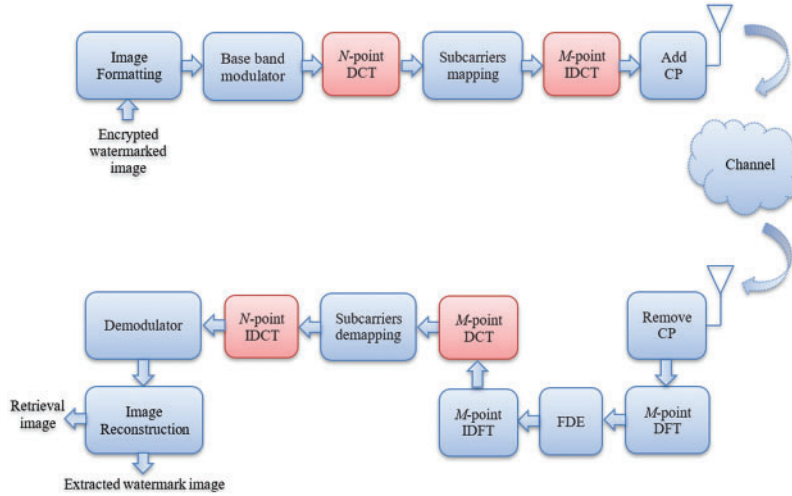 Image
Formatting
Base band
modulator
N-point
DCT
Subcarriers
mapping
M-point
IDCT
Add
CP
Encrypted
watermarked
image
Channel
Demodulator
N-point
IDCT
Subcarriers
demapping
M-point
DCT
Remove
CP
Retrieval
image
Image
Reconstruction
M-point
IDFT
FDE
M-point
DFT
Extracted watermark image